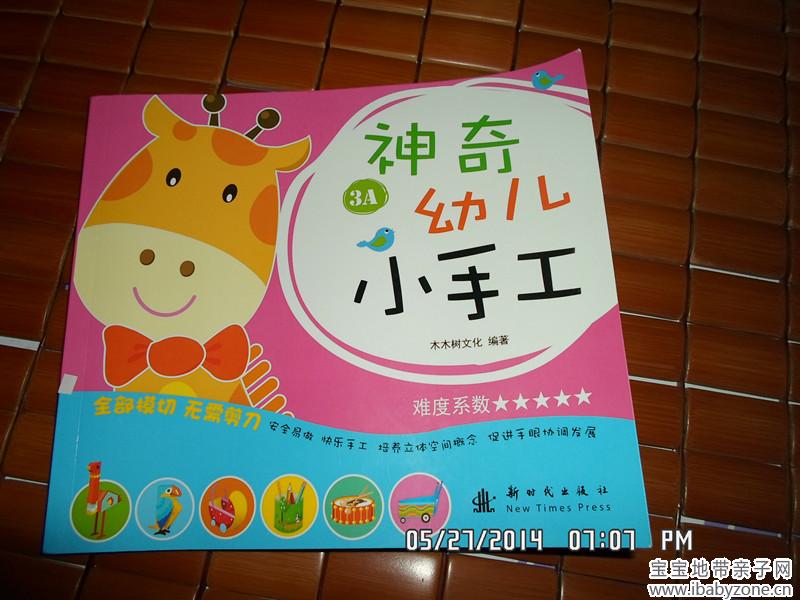 神奇
3A
幼儿
小手工
木木树文化 编著
难度系数★★★★★
全部模切 无需剪刀
安全易做 快乐手工 培养立体空间概念 促进手眼协调发展
新时代出版社
New Times Press
05/27/2014 07:07 PM
宝宝地带亲子网
www.ibabyzone.cn